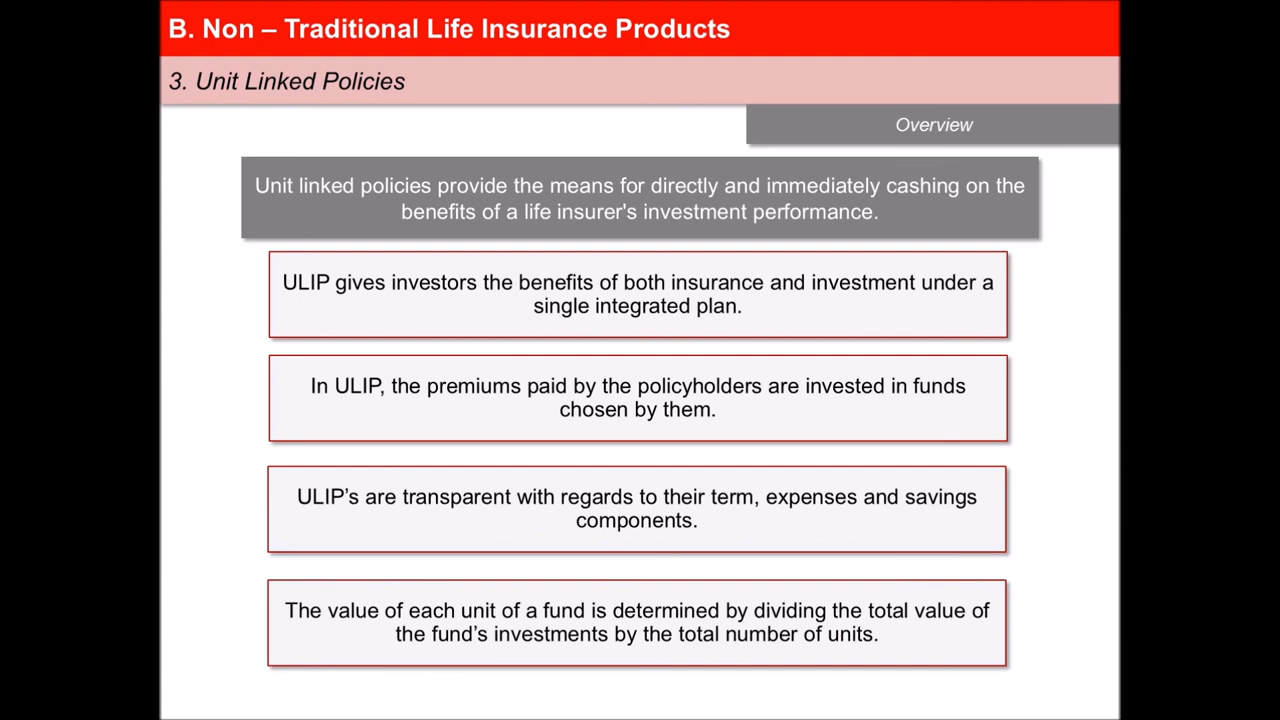 B. Non – Traditional Life Insurance Products
3. Unit Linked Policies
Overview
Unit linked policies provide the means for directly and immediately cashing on the
benefits of a life insurer's investment performance.
ULIP gives investors the benefits of both insurance and investment under a
single integrated plan.
In ULIP, the premiums paid by the policyholders are invested in funds
chosen by them.
ULIP’s are transparent with regards to their term, expenses and savings
components.
The value of each unit of a fund is determined by dividing the total value of
the fund’s investments by the total number of units.